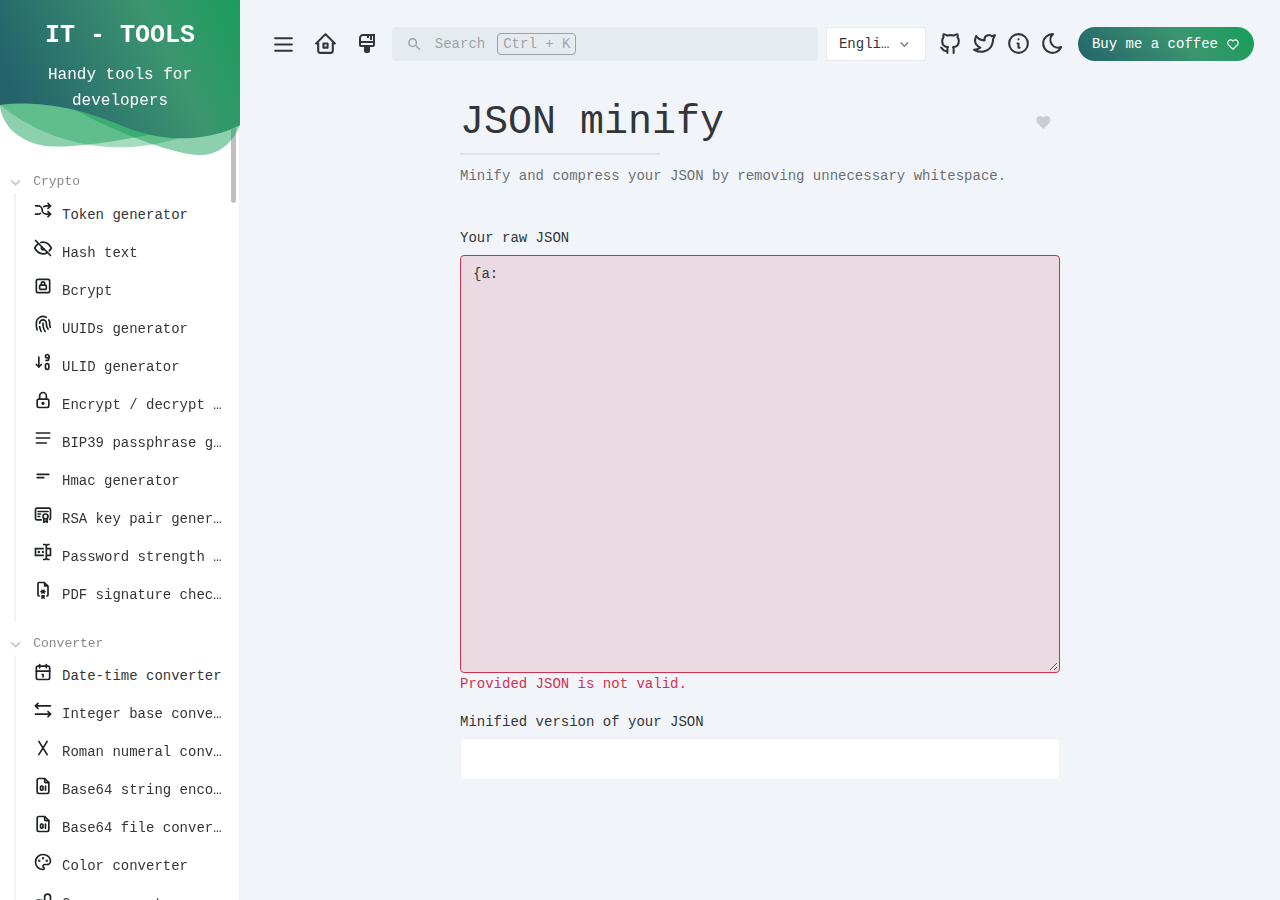 IT - TOOLS
Handy tools for
developers
Crypto
Token generator
Hash text
Bcrypt
UUIDs generator
ULID generator
Encrypt / decrypt …
BIP39 passphrase g…
Hmac generator
RSA key pair gener…
Password strength …
PDF signature chec…
Converter
Date-time converter
Integer base conve…
Roman numeral conv…
Base64 string enco…
Base64 file conver…
Color converter
Search Ctrl + K
Engli…
Buy me a coffee
JSON minify
Minify and compress your JSON by removing unnecessary whitespace.
Your raw JSON
{a:
Provided JSON is not valid.
Minified version of your JSON